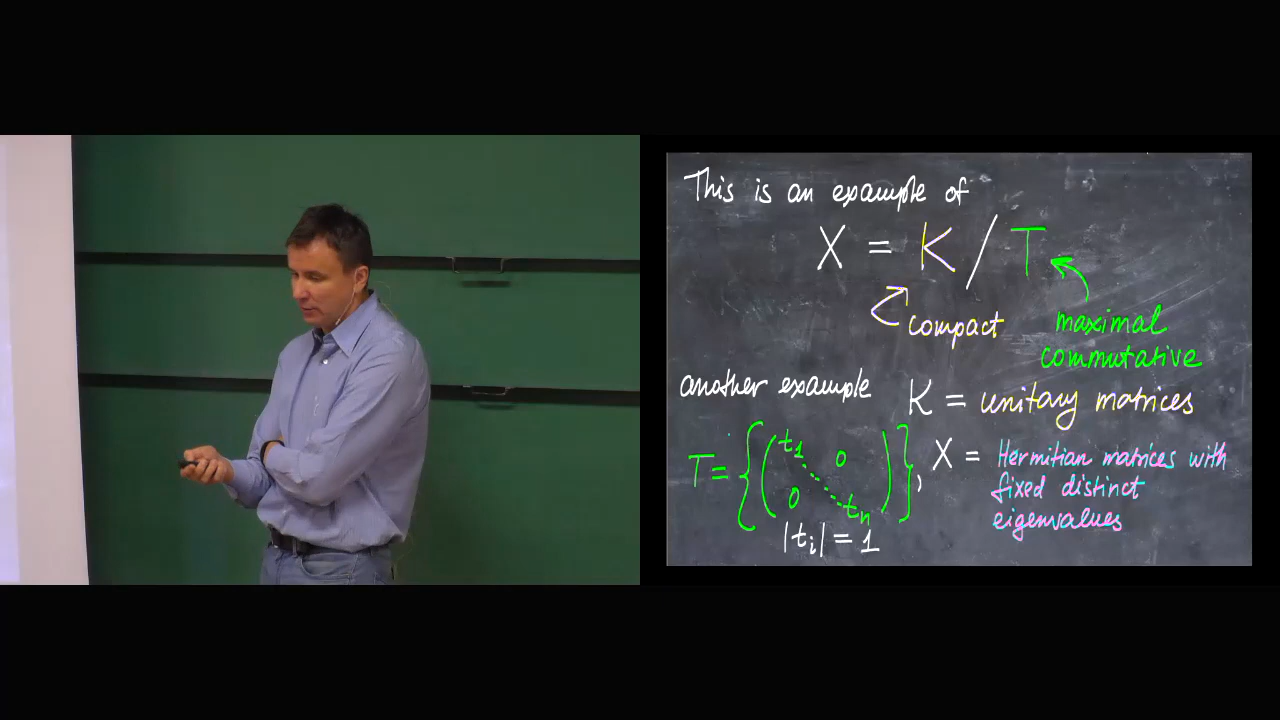 This is an example of
X = K / T
compact
maximal
commutative
another example
K = unitary matrices
T = { ( t₁ 0
0 tₙ ) } ,
|tᵢ| = 1
X = Hermitian matrices with
fixed distinct
eigenvalues